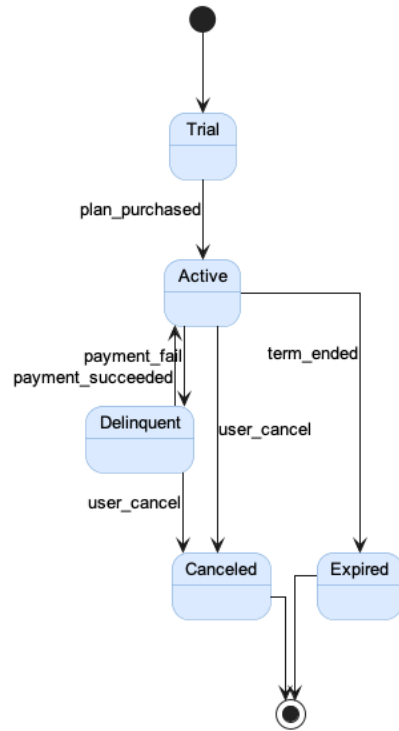 Trial
plan_purchased
Active
payment_fail
term_ended
payment_succeeded
Delinquent
user_cancel
user_cancel
Canceled
Expired